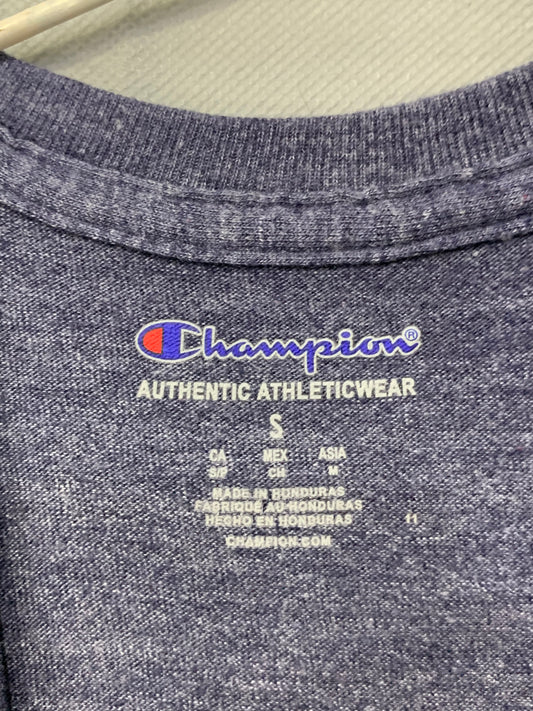 Champion®
AUTHENTIC ATHLETICWEAR
S
CA MEX ASIA
S/P CH M
MADE IN HONDURAS
FABRIQUÉ AU HONDURAS
HECHO EN HONDURAS 11
CHAMPION.COM